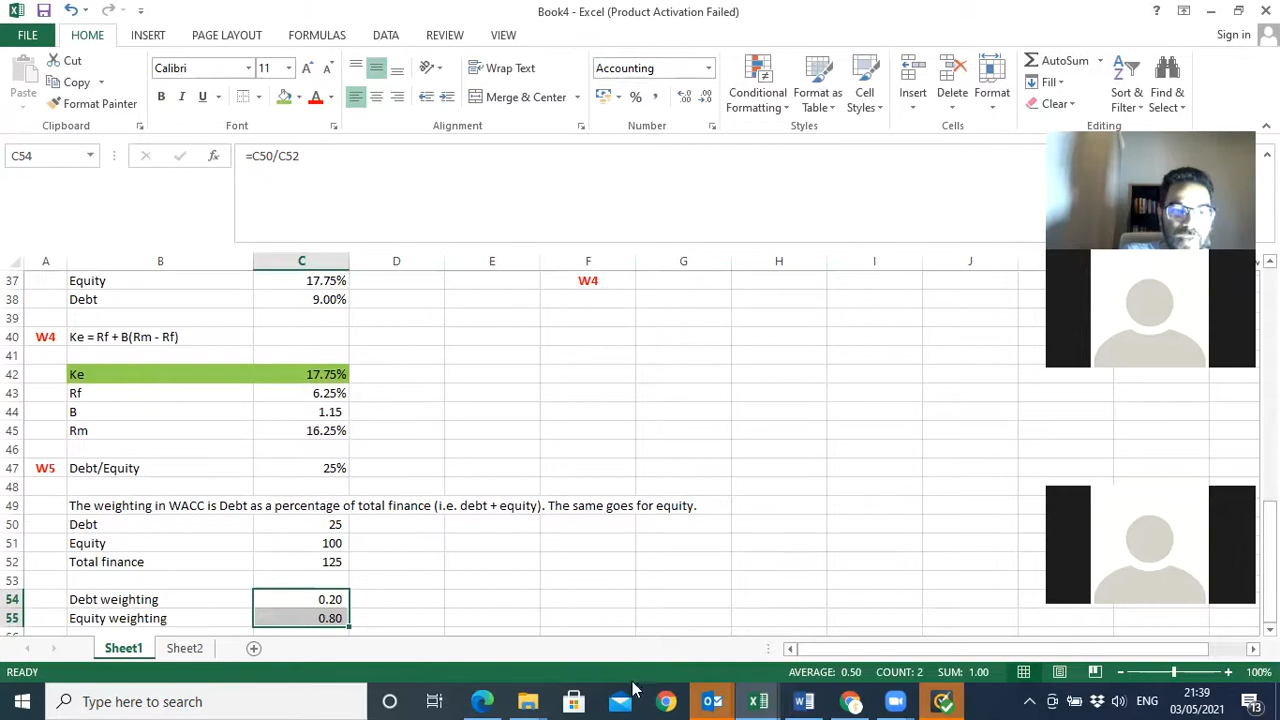 Book4 - Excel (Product Activation Failed)
FILE HOME INSERT PAGE LAYOUT FORMULAS DATA REVIEW VIEW Sign in
Paste
Cut
Copy
Format Painter
Clipboard
Calibri 11
B I U A
Font
Wrap Text
Merge & Center
Alignment
Accounting
% ,
Number
Conditional Formatting
Format as Table
Cell Styles
Styles
Insert Delete Format
Cells
AutoSum
Fill
Clear
Sort & Filter
Find & Select
Editing
C54 fx =C50/C52
A B C D E F G H I J
37 Equity 17.75% W4
38 Debt 9.00%
39
40 W4 Ke = Rf + B(Rm - Rf)
41
42 Ke 17.75%
43 Rf 6.25%
44 B 1.15
45 Rm 16.25%
46
47 W5 Debt/Equity 25%
48
49 The weighting in WACC is Debt as a percentage of total finance (i.e. debt + equity). The same goes for equity.
50 Debt 25
51 Equity 100
52 Total finance 125
53
54 Debt weighting 0.20
55 Equity weighting 0.80
Sheet1 Sheet2
READY AVERAGE: 0.50 COUNT: 2 SUM: 1.00 100%
Type here to search
ENG
21:39
03/05/2021
13